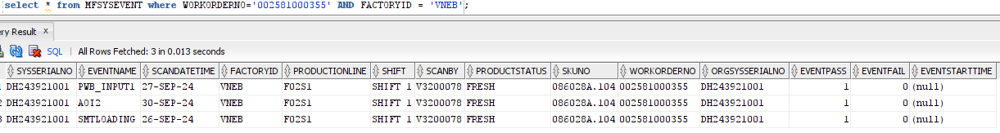 select * from MFSYSEVENT where WORKORDERNO='002581000355' AND FACTORYID = 'VNEB';
ery Result x
SQL | All Rows Fetched: 3 in 0.013 seconds
SYSSERIALNO EVENTNAME SCANDATETIME FACTORYID PRODUCTIONLINE SHIFT SCANBY PRODUCTSTATUS SKUNO WORKORDERNO ORGSYSSERIALNO EVENTPASS EVENTFAIL EVENTSTARTTIME
1 DH243921001 PWB_INPUT1 27-SEP-24 VNEB F02S1 SHIFT 1 V3200078 FRESH 086028A.104 002581000355 DH243921001 1 0 (null)
2 DH243921001 AOI2 30-SEP-24 VNEB F02S1 SHIFT 1 V3200078 FRESH 086028A.104 002581000355 DH243921001 1 0 (null)
3 DH243921001 SMTLOADING 26-SEP-24 VNEB F02S1 SHIFT 1 V3200078 FRESH 086028A.104 002581000355 DH243921001 1 0 (null)